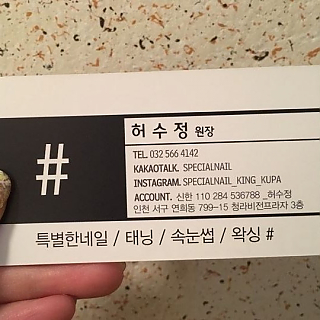 #
허수정 원장
TEL. 032 566 4142
KAKAOTALK. SPECIALNAIL
INSTAGRAM. SPECIALNAIL_KING_KUPA
ACCOUNT. 신한 110 284 536788 _허수정
인천 서구 연희동 799-15 청라비전프라자 3층
특별한네일 / 태닝 / 속눈썹 / 왁싱 #